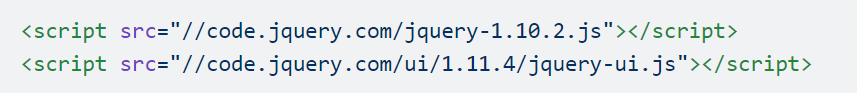 <script src="//code.jquery.com/jquery-1.10.2.js"></script>
<script src="//code.jquery.com/ui/1.11.4/jquery-ui.js"></script>